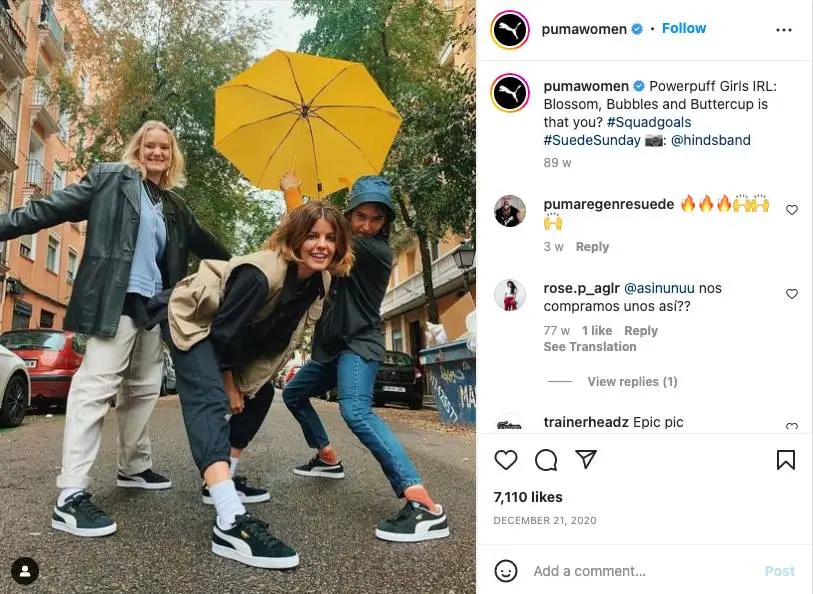 pumawomen • Follow
pumawomen Powerpuff Girls IRL:
Blossom, Bubbles and Buttercup is
that you? #Squadgoals
#SuedeSunday 📷: @hindsband
89 w
pumaregenresuede 🔥🔥🔥🙌🙌
🙌
3 w Reply
rose.p_aglr @asinunuu nos
compramos unos así??
77 w 1 like Reply
See Translation
View replies (1)
trainerheadz Epic pic
7,110 likes
DECEMBER 21, 2020
Add a comment... Post